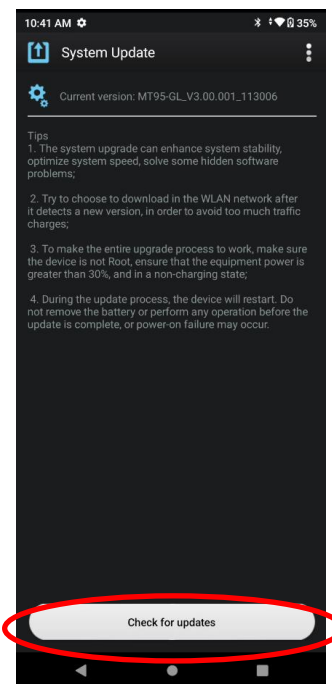 10:41 AM 35%
System Update
Current version: MT95-GL_V3.00.001_113006
Tips
1. The system upgrade can enhance system stability,
optimize system speed, solve some hidden software
problems;
2. Try to choose to download in the WLAN network after
it detects a new version, in order to avoid too much traffic
charges;
3. To make the entire upgrade process to work, make sure
the device is not Root, ensure that the equipment power is
greater than 30%, and in a non-charging state;
4. During the update process, the device will restart. Do
not remove the battery or perform any operation before the
update is complete, or power-on failure may occur.
Check for updates